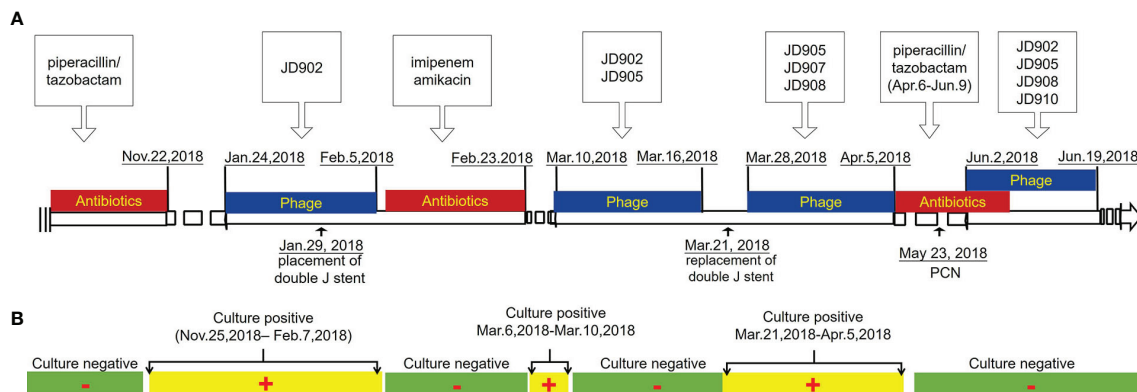 A
piperacillin/
tazobactam
JD902
imipenem
amikacin
JD902
JD905
JD905
JD907
JD908
piperacillin/
tazobactam
(Apr.6-Jun.9)
JD902
JD905
JD908
JD910
Nov.22,2018
Jan.24,2018
Feb.5,2018
Feb.23.2018
Mar.10,2018
Mar.16,2018
Mar.28,2018
Apr.5,2018
Jun.2,2018
Jun.19,2018
Antibiotics
Phage
Antibiotics
Phage
Phage
Antibiotics
Phage
Jan.29, 2018
placement of
double J stent
Mar.21, 2018
replacement of
double J stent
May 23, 2018
PCN
B
Culture positive
(Nov.25,2018– Feb.7,2018)
Culture positive
Mar.6,2018-Mar.10,2018
Culture positive
Mar.21,2018-Apr.5,2018
Culture negative
Culture negative
Culture negative
Culture negative
-
+
-
+
-
+
-